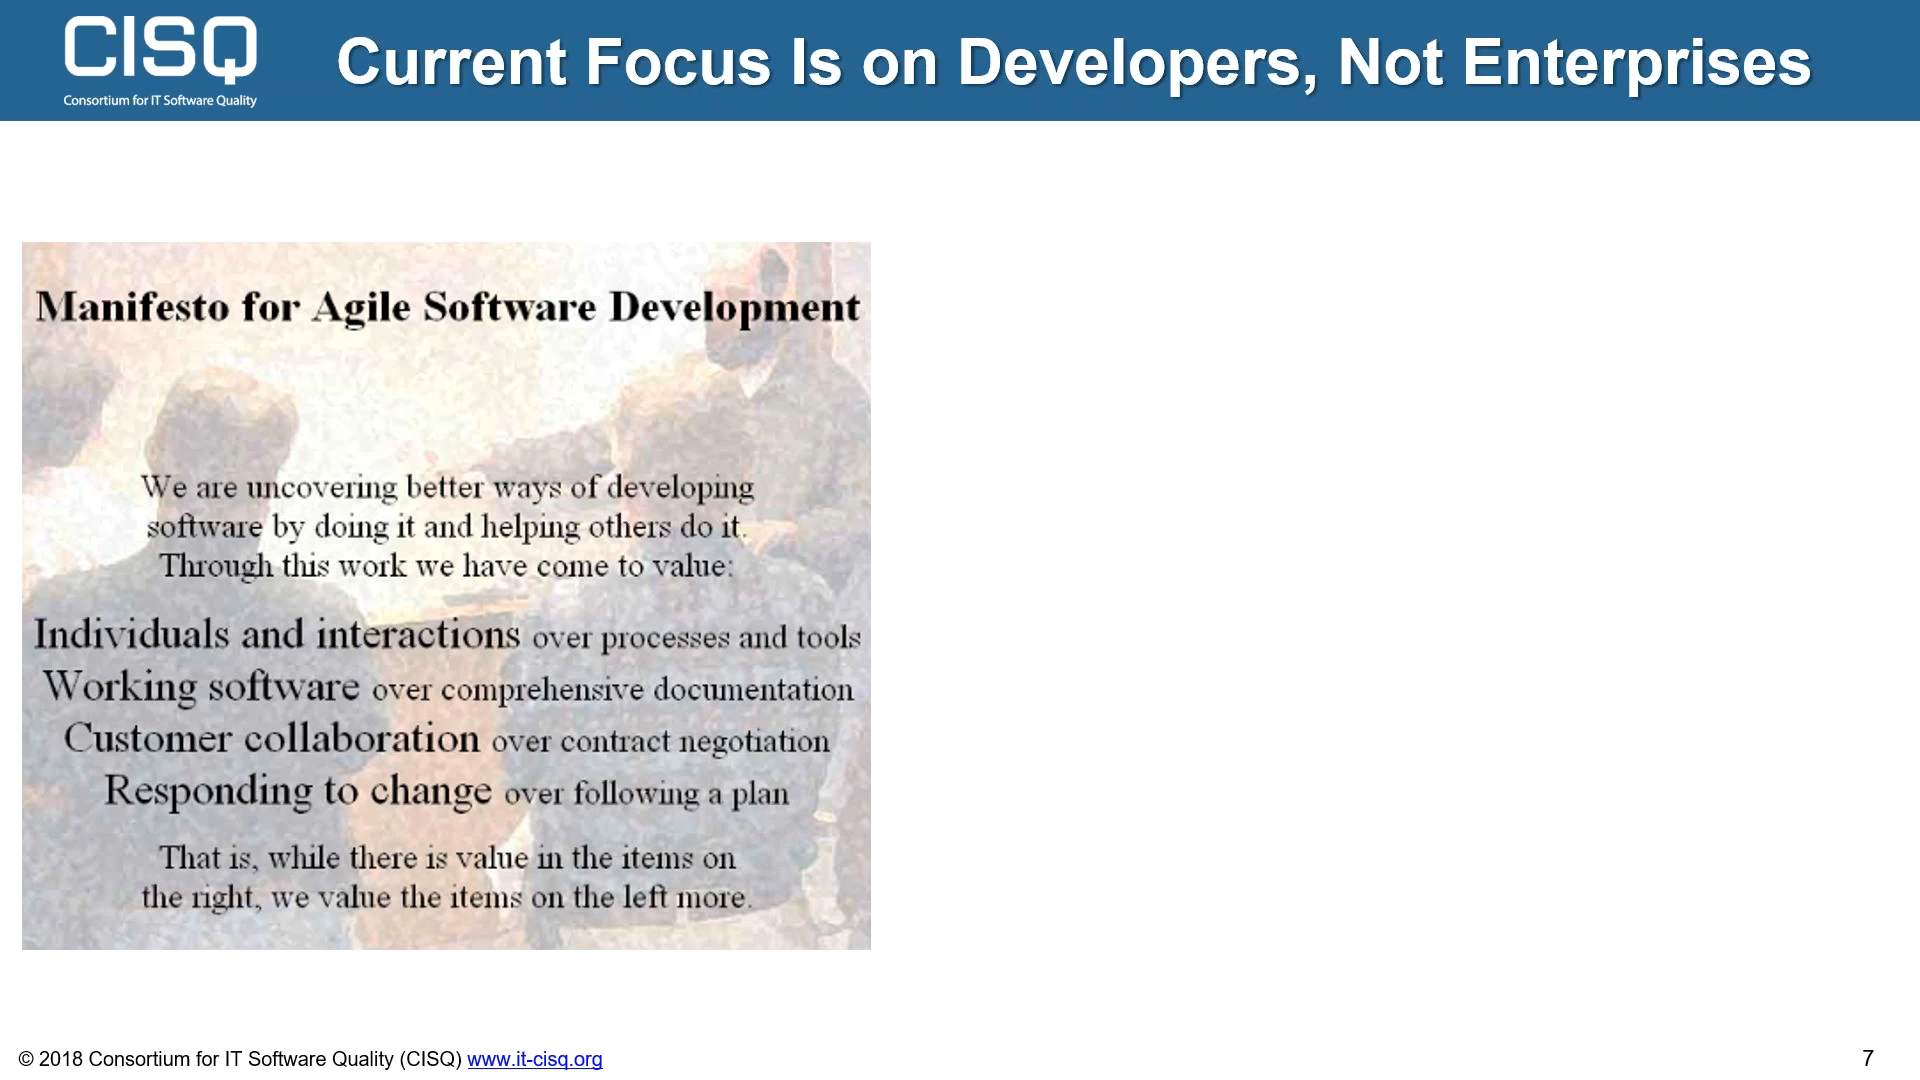 CISQ
Consortium for IT Software Quality
Current Focus Is on Developers, Not Enterprises
Manifesto for Agile Software Development
We are uncovering better ways of developing
software by doing it and helping others do it.
Through this work we have come to value:
Individuals and interactions over processes and tools
Working software over comprehensive documentation
Customer collaboration over contract negotiation
Responding to change over following a plan
That is, while there is value in the items on
the right, we value the items on the left more.
© 2018 Consortium for IT Software Quality (CISQ) www.it-cisq.org
7